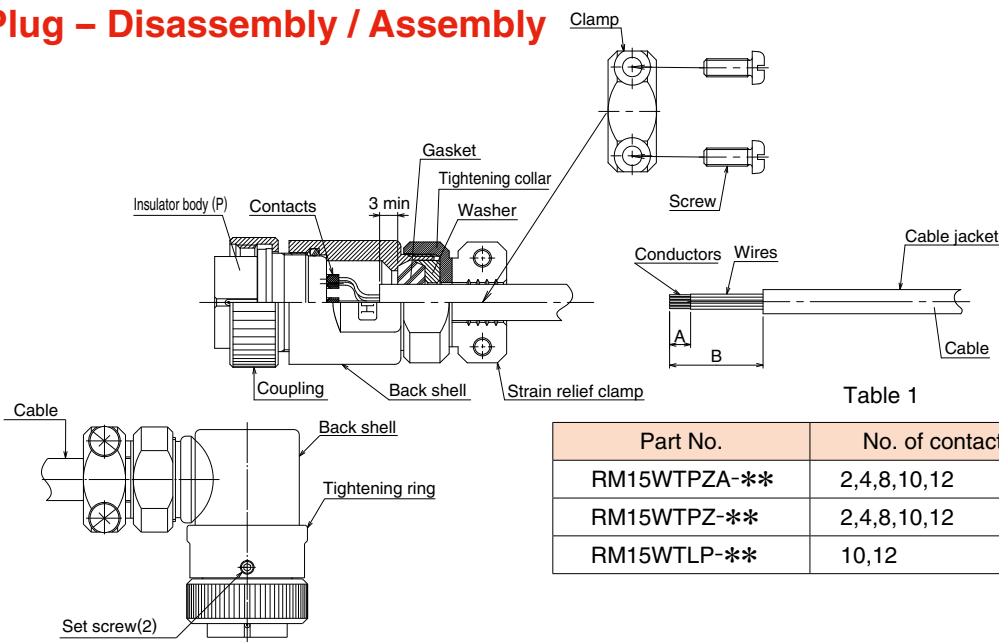 Plug – Disassembly / Assembly
Clamp
Gasket
Tightening collar
Insulator body (P)
Contacts
3 min
Washer
Screw
Conductors
Wires
Cable jacket
A
B
Cable
Coupling
Back shell
Strain relief clamp
Table 1
Cable
Back shell
Tightening ring
Set screw(2)
Part No. No. of contac
RM15WTPZA-** 2,4,8,10,12
RM15WTPZ-** 2,4,8,10,12
RM15WTLP-** 10,12